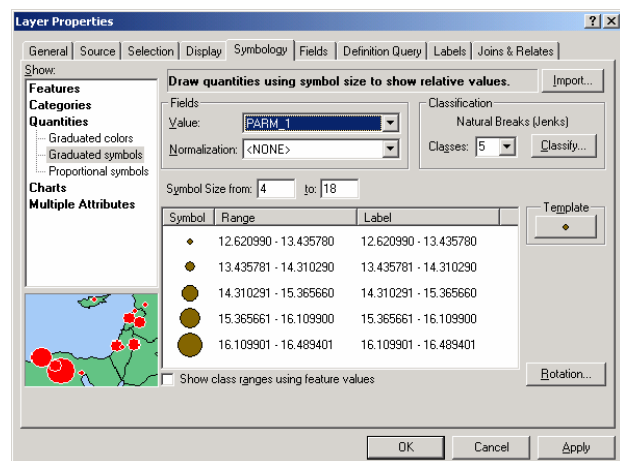 Layer Properties
? X
General Source Selection Display Symbology Fields Definition Query Labels Joins & Relates
Show:
Features
Categories
Quantities
Graduated colors
Graduated symbols
Proportional symbols
Charts
Multiple Attributes
Draw quantities using symbol size to show relative values.
Import...
Fields
Value: PARM_1
Normalization: <NONE>
Classification
Natural Breaks (Jenks)
Classes: 5 Classify...
Symbol Size from: 4 to: 18
Symbol Range Label
12.620990 - 13.435780 12.620990 - 13.435780
13.435781 - 14.310290 13.435781 - 14.310290
14.310291 - 15.365660 14.310291 - 15.365660
15.365661 - 16.109900 15.365661 - 16.109900
16.109901 - 16.489401 16.109901 - 16.489401
Template
Show class ranges using feature values
Rotation...
OK Cancel Apply